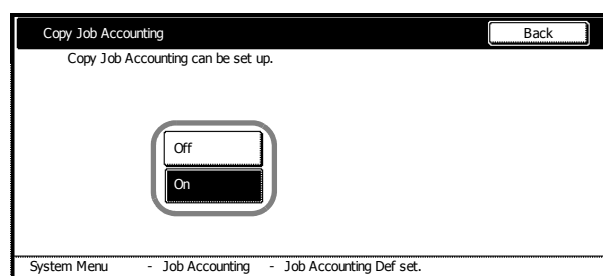 Copy Job Accounting Back
Copy Job Accounting can be set up.
Off
On
System Menu - Job Accounting - Job Accounting Def set.